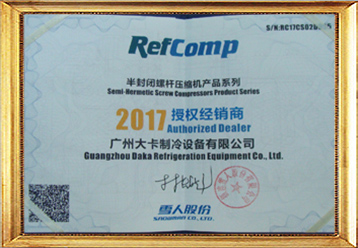 RefComp
半封闭螺杆压缩机产品系列
Semi-Hermetic Screw Compressors Product Series
2017 授权经销商
Authorized Dealer
广州大卡制冷设备有限公司
Guangzhou Daka Refrigeration Equipment Co., Ltd.
雪人股份
SNOWMAN CO., LTD.